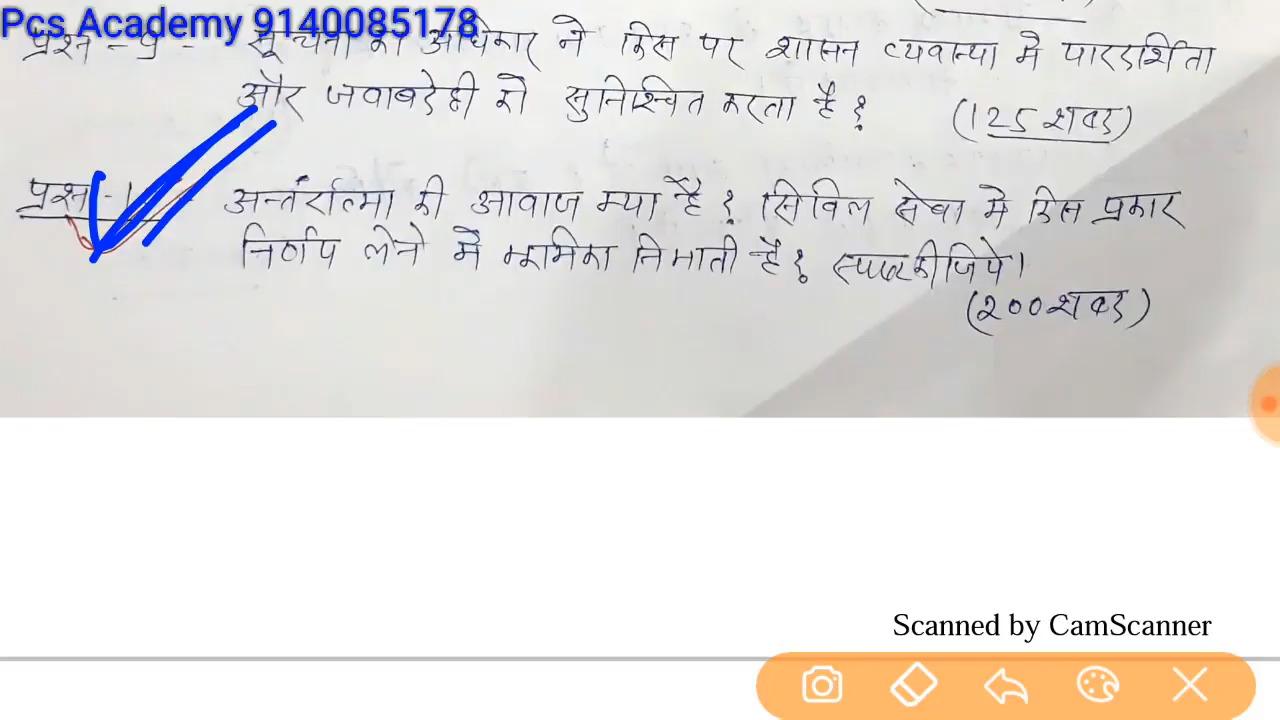 Pcs Academy 9140085178
प्रश्न - 9 - सूचना का अधिकार ने किस पर शासन व्यवस्था मे पारदर्शिता
और जवाबदेही को सुनिश्चित करता है ?
(125 शब्द)
प्रश्न -1 अन्तर्रात्मा की आवाज क्या है ? सिविल सेवा मे किस प्रकार
निर्णय लेने मे भूमिका निभाती है ? स्पष्ट कीजिये।
(200 शब्द)
Scanned by CamScanner